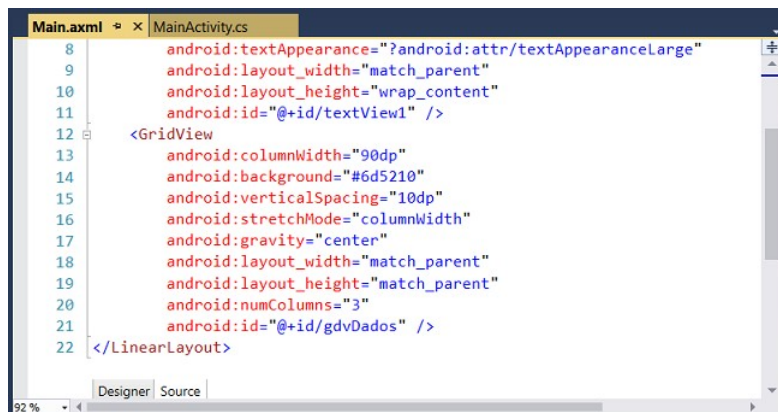 Main.axml MainActivity.cs
8 android:textAppearance="?android:attr/textAppearanceLarge"
9 android:layout_width="match_parent"
10 android:layout_height="wrap_content"
11 android:id="@+id/textView1" />
12 <GridView
13 android:columnWidth="90dp"
14 android:background="#6d5210"
15 android:verticalSpacing="10dp"
16 android:stretchMode="columnWidth"
17 android:gravity="center"
18 android:layout_width="match_parent"
19 android:layout_height="match_parent"
20 android:numColumns="3"
21 android:id="@+id/gdvDados" />
22 </LinearLayout>
Designer Source
92 %